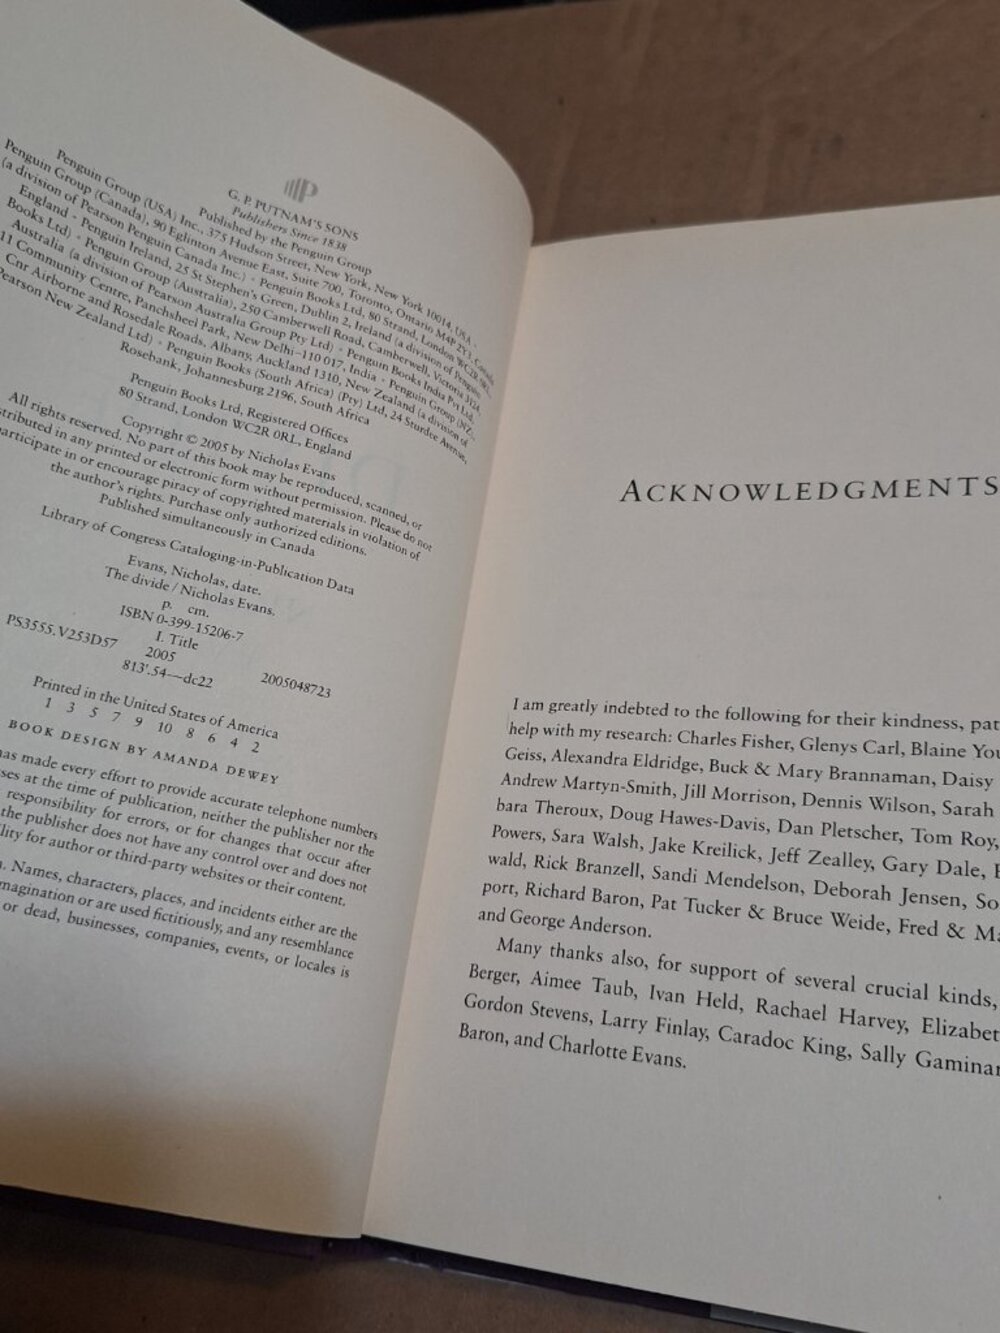 G. P. PUTNAM'S SONS
Publishers Since 1838
Published by the Penguin Group
Penguin Group (USA) Inc., 375 Hudson Street, New York, New York 10014, USA •
Penguin Group (Canada), 90 Eglinton Avenue East, Suite 700, Toronto, Ontario M4P 2Y3, Canada
(a division of Pearson Penguin Canada Inc.) • Penguin Books Ltd, 80 Strand, London WC2R 0RL,
England • Penguin Ireland, 25 St Stephen's Green, Dublin 2, Ireland (a division of Penguin
Books Ltd) • Penguin Group (Australia), 250 Camberwell Road, Camberwell, Victoria 3124,
Australia (a division of Pearson Australia Group Pty Ltd) • Penguin Books India Pvt Ltd,
11 Community Centre, Panchsheel Park, New Delhi–110 017, India • Penguin Group (NZ),
Cnr Airborne and Rosedale Roads, Albany, Auckland 1310, New Zealand (a division of
Pearson New Zealand Ltd) • Penguin Books (South Africa) (Pty) Ltd, 24 Sturdee Avenue,
Rosebank, Johannesburg 2196, South Africa
Penguin Books Ltd, Registered Offices
80 Strand, London WC2R 0RL, England
Copyright © 2005 by Nicholas Evans
All rights reserved. No part of this book may be reproduced, scanned, or
in any printed or electronic form without permission. Please do not
participate in or encourage piracy of copyrighted materials in violation of
the author's rights. Purchase only authorized editions.
Published simultaneously in Canada
Library of Congress Cataloging-in-Publication Data
Evans, Nicholas, date.
The divide / Nicholas Evans.
p. cm.
ISBN 0-399-15206-7
I. Title
PS3555.V253D57 2005 2005048723
813'.54—dc22
Printed in the United States of America
1 3 5 7 9 10 8 6 4 2
BOOK DESIGN BY AMANDA DEWEY
has made every effort to provide accurate telephone numbers
at the time of publication, neither the publisher nor the
responsibility for errors, or for changes that occur after
the publisher does not have any control over and does not
for author or third-party websites or their content.
Names, characters, places, and incidents either are the
imagination or are used fictitiously, and any resemblance
or dead, businesses, companies, events, or locales is
ACKNOWLEDGMENTS
I am greatly indebted to the following for their kindness, pat
help with my research: Charles Fisher, Glenys Carl, Blaine You
Geiss, Alexandra Eldridge, Buck & Mary Brannaman, Daisy
Andrew Martyn-Smith, Jill Morrison, Dennis Wilson, Sarah
bara Theroux, Doug Hawes-Davis, Dan Pletscher, Tom Roy,
Powers, Sara Walsh, Jake Kreilick, Jeff Zealley, Gary Dale,
wald, Rick Branzell, Sandi Mendelson, Deborah Jensen, So
port, Richard Baron, Pat Tucker & Bruce Weide, Fred & Ma
and George Anderson.
Many thanks also, for support of several crucial kinds,
Berger, Aimee Taub, Ivan Held, Rachael Harvey, Elizabet
Gordon Stevens, Larry Finlay, Caradoc King, Sally Gaminar
Baron, and Charlotte Evans.